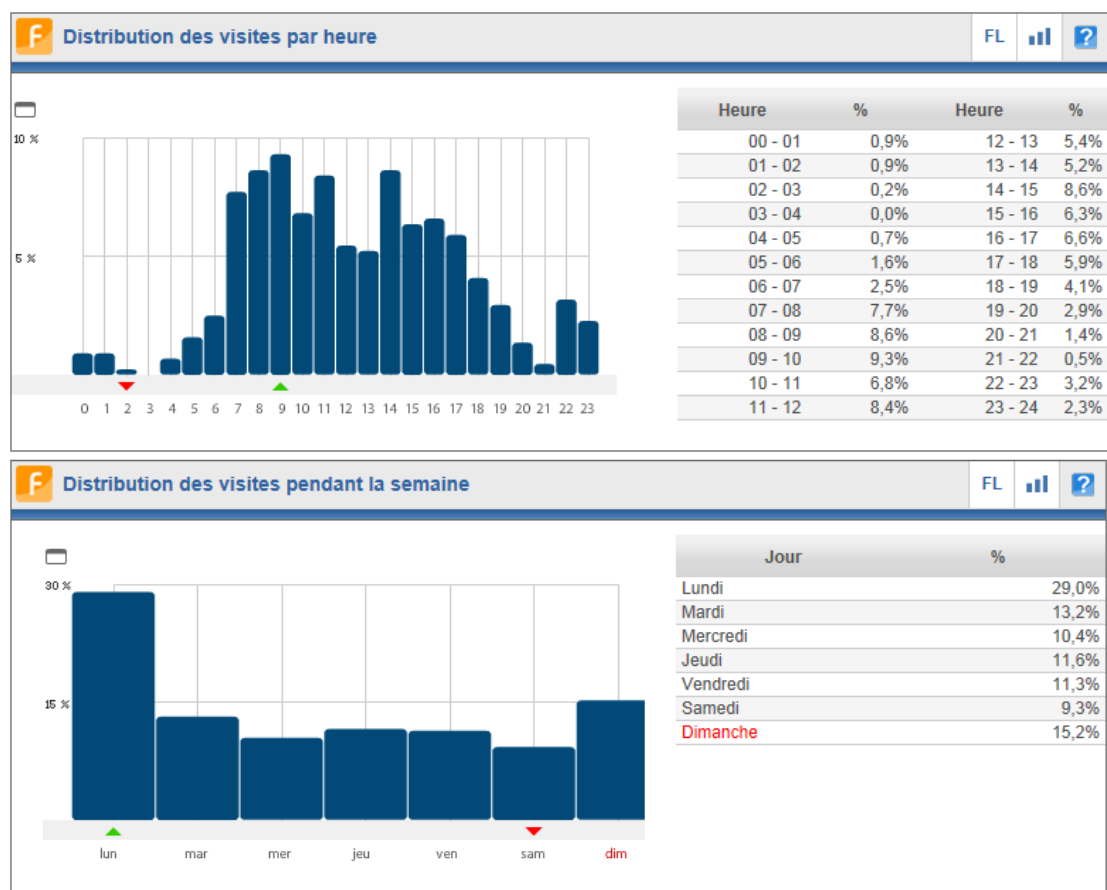 F Distribution des visites par heure FL ?
10 %
5 %
0 1 2 3 4 5 6 7 8 9 10 11 12 13 14 15 16 17 18 19 20 21 22 23
Heure % Heure %
00 - 01 0,9% 12 - 13 5,4%
01 - 02 0,9% 13 - 14 5,2%
02 - 03 0,2% 14 - 15 8,6%
03 - 04 0,0% 15 - 16 6,3%
04 - 05 0,7% 16 - 17 6,6%
05 - 06 1,6% 17 - 18 5,9%
06 - 07 2,5% 18 - 19 4,1%
07 - 08 7,7% 19 - 20 2,9%
08 - 09 8,6% 20 - 21 1,4%
09 - 10 9,3% 21 - 22 0,5%
10 - 11 6,8% 22 - 23 3,2%
11 - 12 8,4% 23 - 24 2,3%
F Distribution des visites pendant la semaine FL ?
30 %
15 %
lun mar mer jeu ven sam dim
Jour %
Lundi 29,0%
Mardi 13,2%
Mercredi 10,4%
Jeudi 11,6%
Vendredi 11,3%
Samedi 9,3%
Dimanche 15,2%